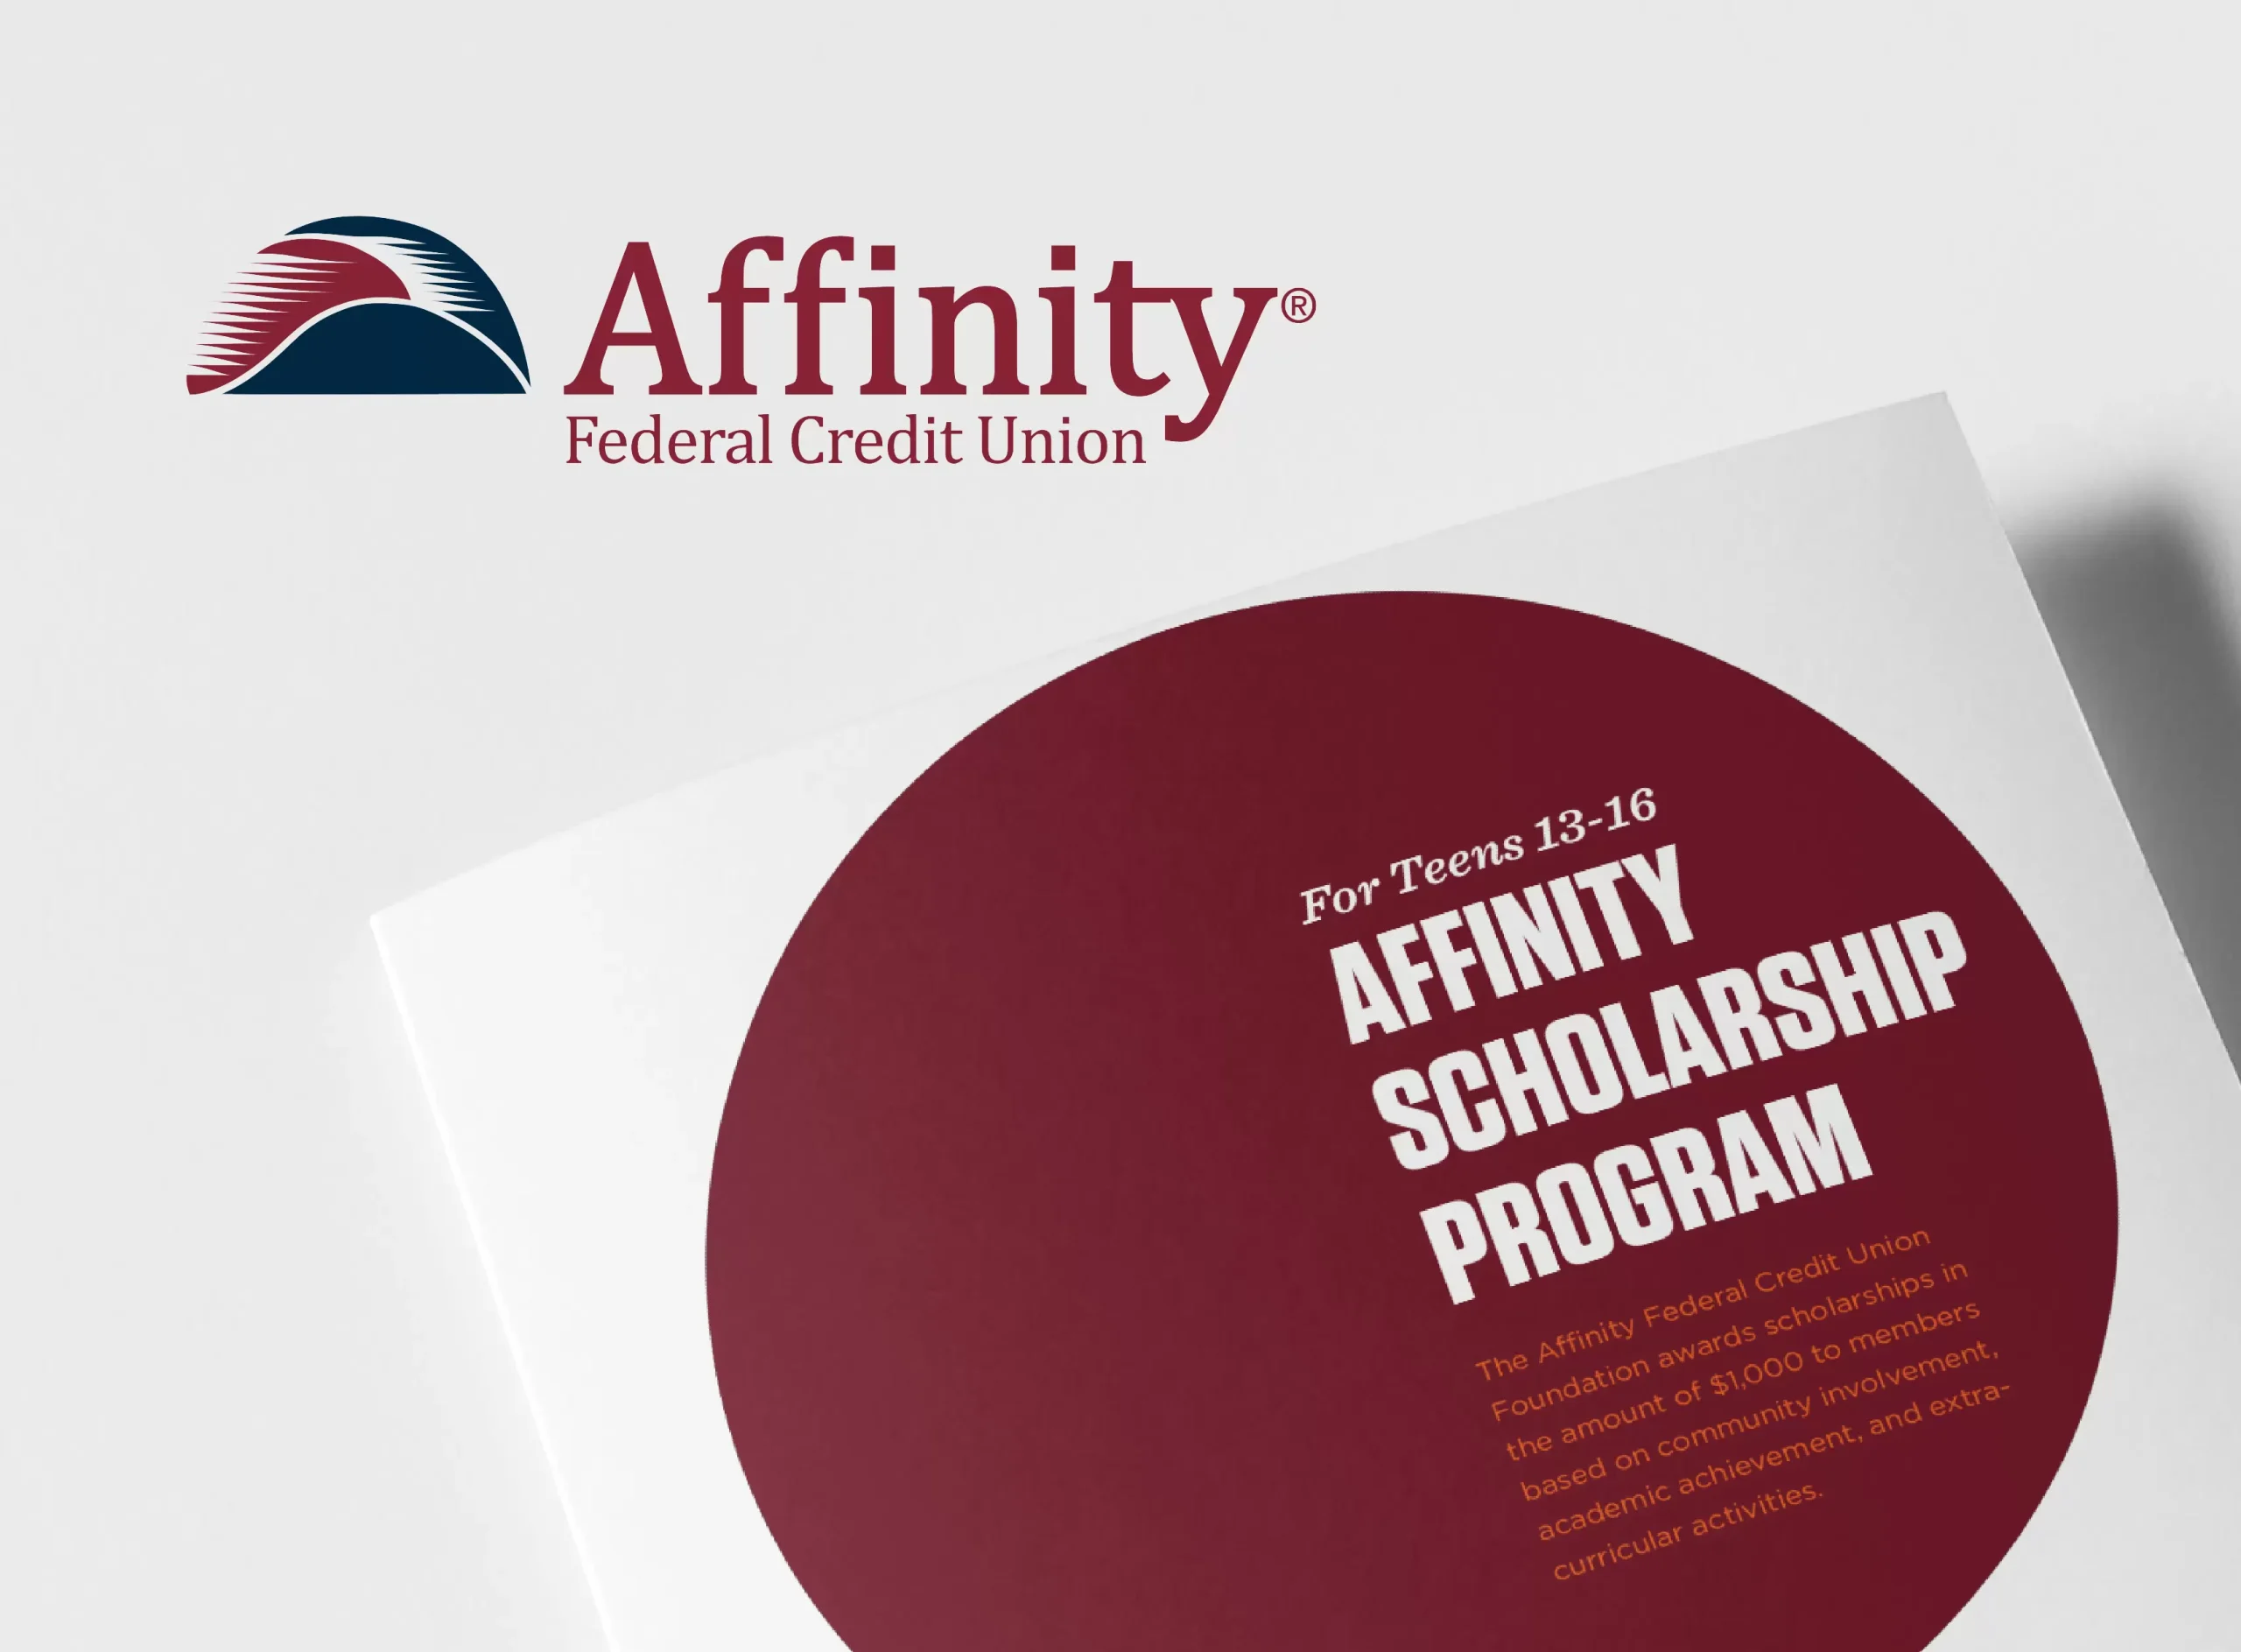 Affinity®
Federal Credit Union
For Teens 13-16
AFFINITY
SCHOLARSHIP
PROGRAM
The Affinity Federal Credit Union
Foundation awards scholarships in
the amount of $1,000 to members
based on community involvement,
academic achievement, and extra-
curricular activities.